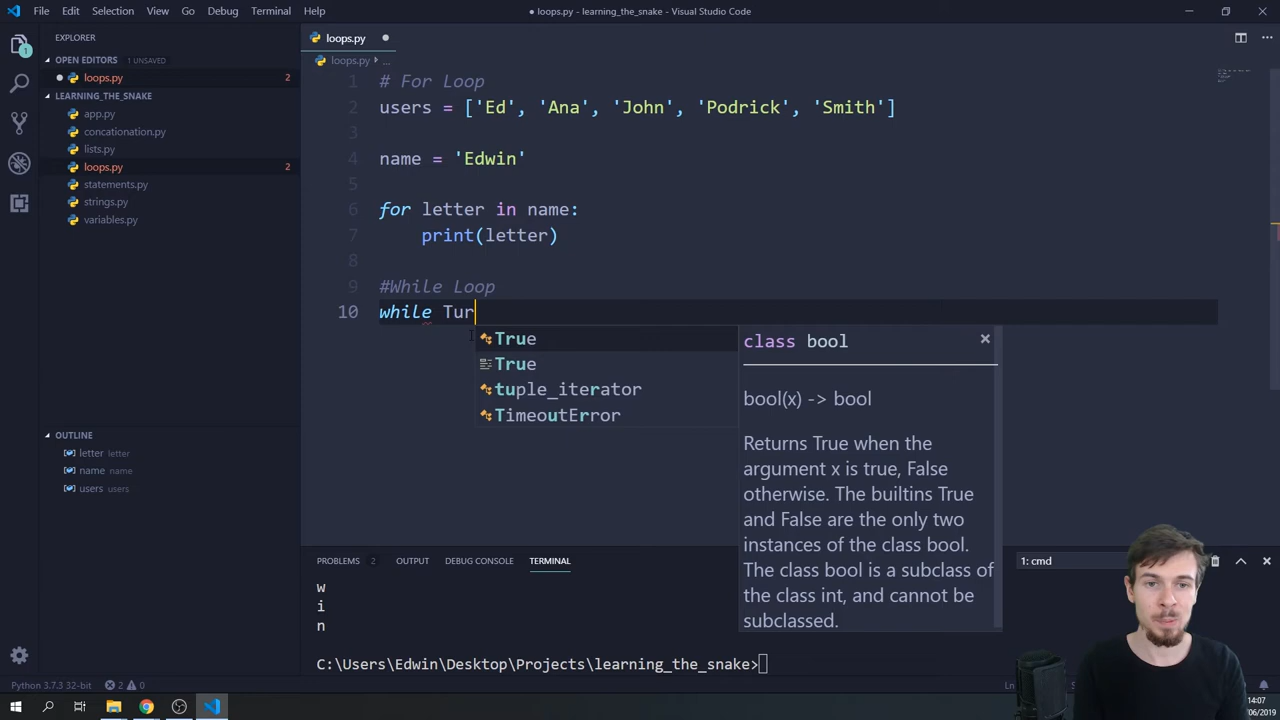 File Edit Selection View Go Debug Terminal Help
● loops.py - learning_the_snake - Visual Studio Code
EXPLORER
OPEN EDITORS 1 UNSAVED
loops.py 2
LEARNING_THE_SNAKE
app.py
concationation.py
lists.py
loops.py 2
statements.py
strings.py
variables.py
OUTLINE
letter letter
name name
users users
loops.py
loops.py ...
1 # For Loop
2 users = ['Ed', 'Ana', 'John', 'Podrick', 'Smith']
3
4 name = 'Edwin'
5
6 for letter in name:
7 print(letter)
8
9 #While Loop
10 while Tur
True
True
tuple_iterator
TimeoutError
class bool
bool(x) -> bool
Returns True when the
argument x is true, False
otherwise. The builtins True
and False are the only two
instances of the class bool.
The class bool is a subclass of
the class int, and cannot be
subclassed.
PROBLEMS 2 OUTPUT DEBUG CONSOLE TERMINAL
1: cmd
w
i
n
C:\Users\Edwin\Desktop\Projects\learning_the_snake>
Python 3.7.3 32-bit 2 0
14:07